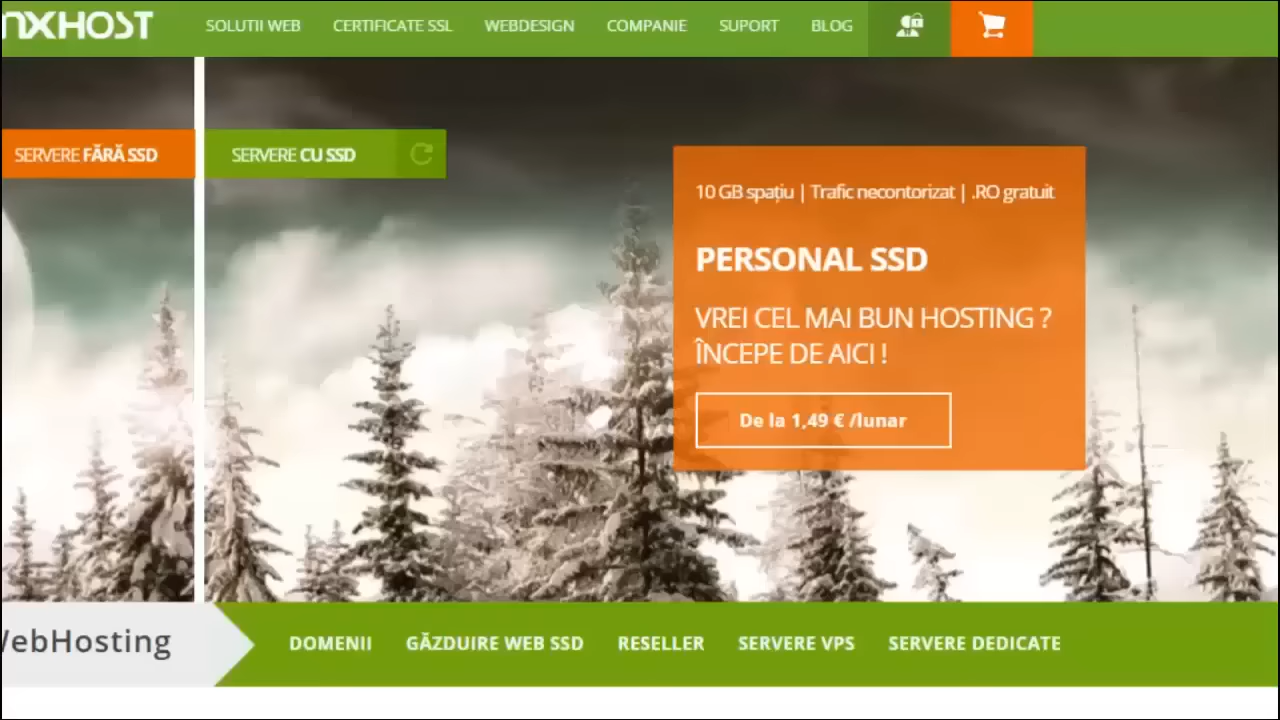 NXHOST
SOLUTII WEB
CERTIFICATE SSL
WEBDESIGN
COMPANIE
SUPORT
BLOG
SERVERE FĂRĂ SSD
SERVERE CU SSD
10 GB spațiu | Trafic necontorizat | .RO gratuit
PERSONAL SSD
VREI CEL MAI BUN HOSTING ?
ÎNCEPE DE AICI !
De la 1,49 € /lunar
WebHosting
DOMENII
GĂZDUIRE WEB SSD
RESELLER
SERVERE VPS
SERVERE DEDICATE